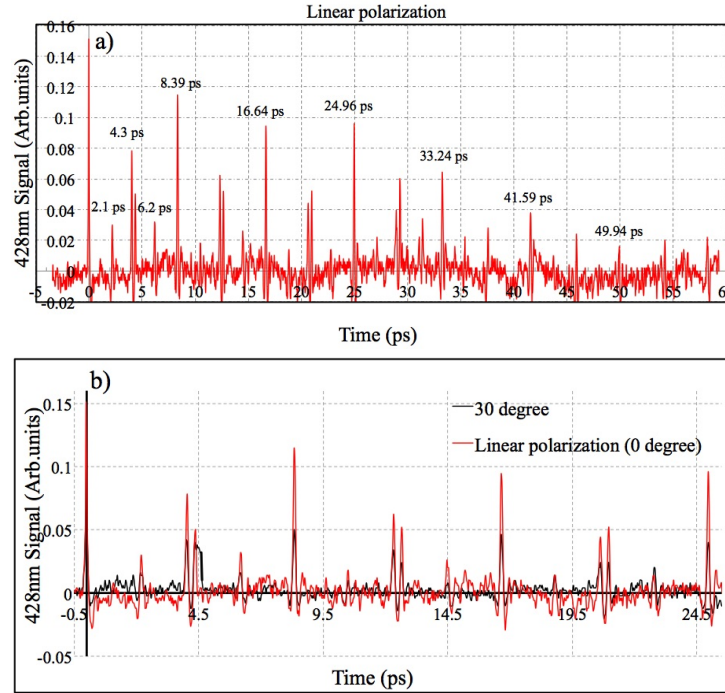 Linear polarization
a)
428nm Signal (Arb.units)
0.16
0.14
0.12
0.1
0.08
0.06
0.04
0.02
0
-0.02
2.1 ps
4.3 ps
6.2 ps
8.39 ps
16.64 ps
24.96 ps
33.24 ps
41.59 ps
49.94 ps
-5 0 5 10 15 20 25 30 35 40 45 50 55 60
Time (ps)
b)
428nm Signal (Arb.units)
0.15
0.1
0.05
0
-0.05
30 degree
Linear polarization (0 degree)
-0.5 4.5 9.5 14.5 19.5 24.5
Time (ps)